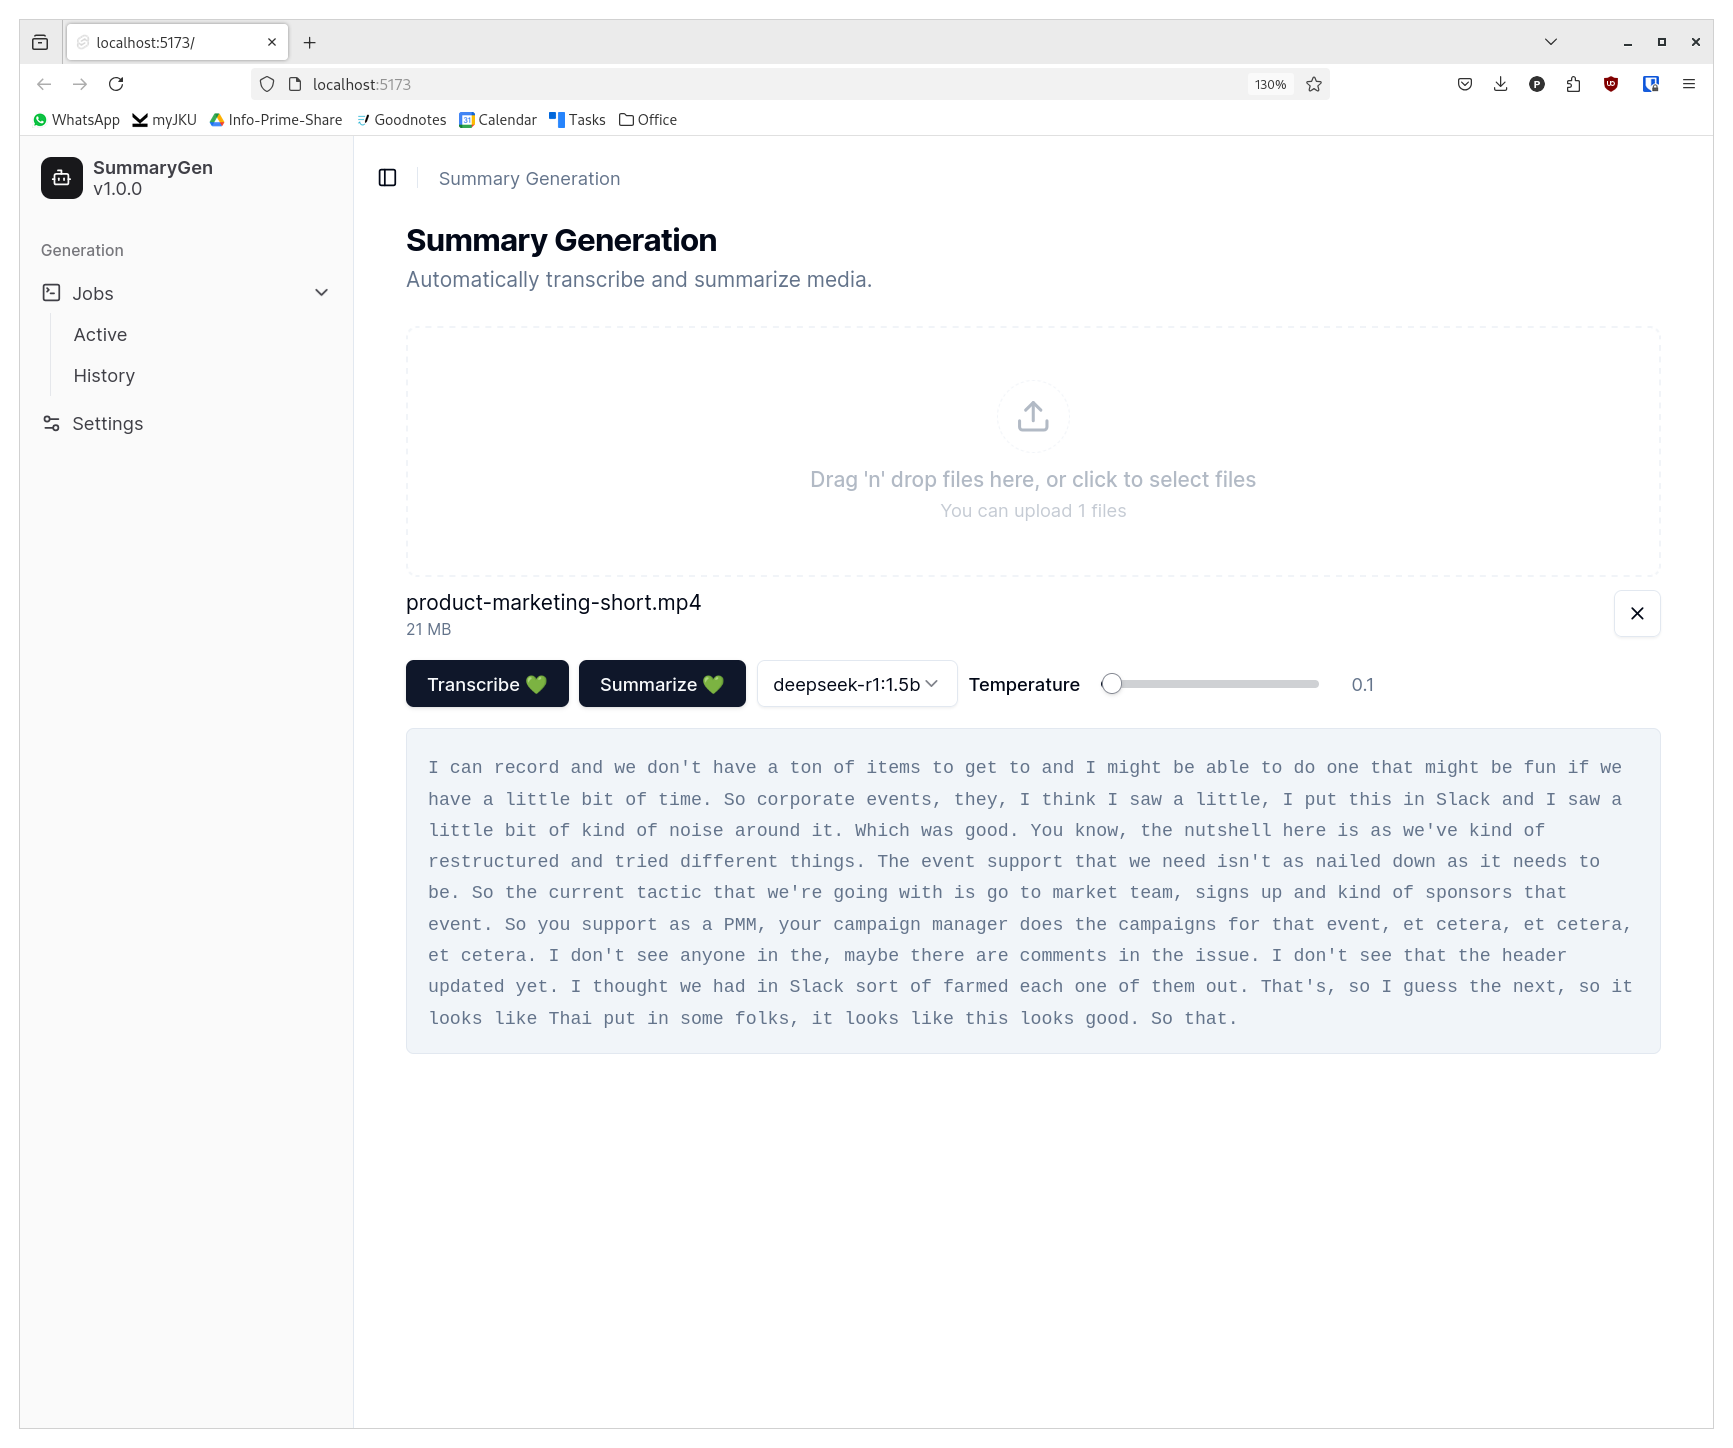 localhost:5173/
localhost:5173
130%
WhatsApp
myJKU
Info-Prime-Share
Goodnotes
Calendar
Tasks
Office
SummaryGen
v1.0.0
Generation
Jobs
Active
History
Settings
Summary Generation
Summary Generation
Automatically transcribe and summarize media.
Drag 'n' drop files here, or click to select files
You can upload 1 files
product-marketing-short.mp4
21 MB
Transcribe 💚
Summarize 💚
deepseek-r1:1.5b
Temperature
0.1
I can record and we don't have a ton of items to get to and I might be able to do one that might be fun if we
have a little bit of time. So corporate events, they, I think I saw a little, I put this in Slack and I saw a
little bit of kind of noise around it. Which was good. You know, the nutshell here is as we've kind of
restructured and tried different things. The event support that we need isn't as nailed down as it needs to
be. So the current tactic that we're going with is go to market team, signs up and kind of sponsors that
event. So you support as a PMM, your campaign manager does the campaigns for that event, et cetera, et cetera,
et cetera. I don't see anyone in the, maybe there are comments in the issue. I don't see that the header
updated yet. I thought we had in Slack sort of farmed each one of them out. That's, so I guess the next, so it
looks like Thai put in some folks, it looks like this looks good. So that.